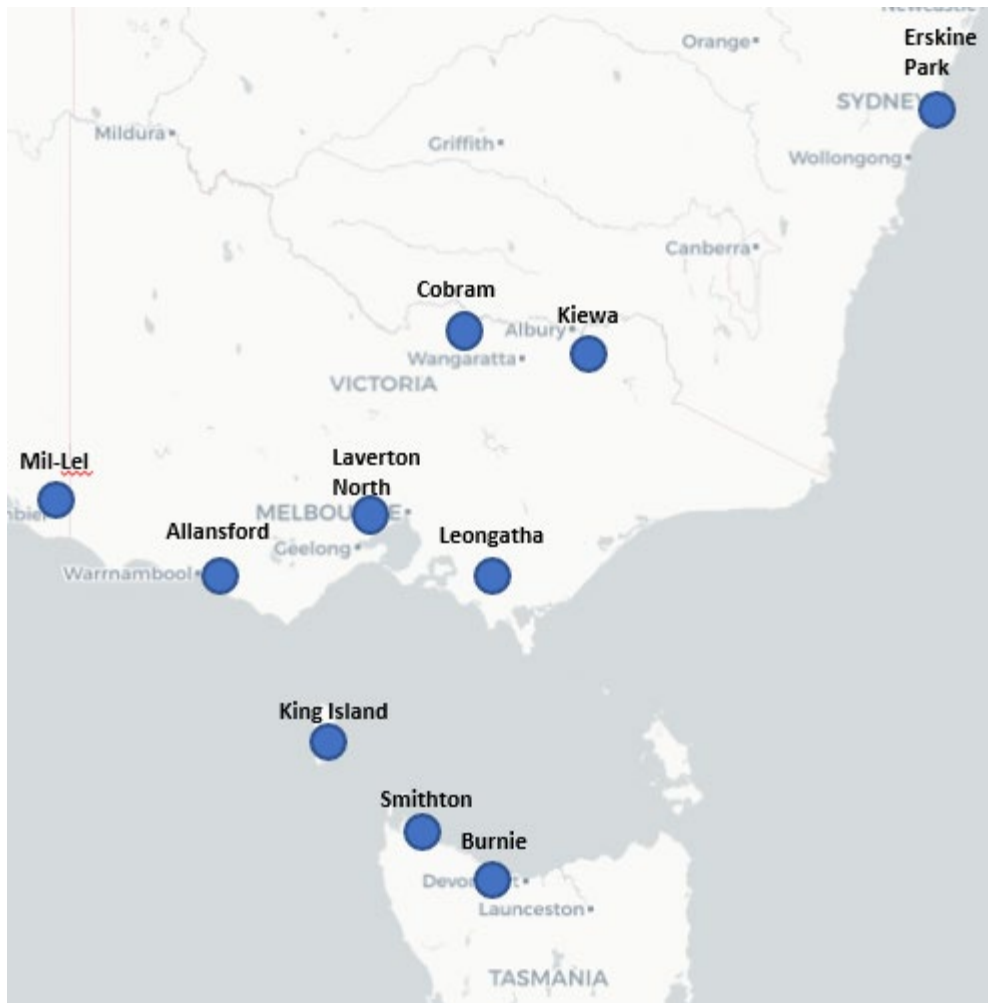 Newcastle
Orange
Erskine
Park
SYDNEY
Mildura
Griffith
Wollongong
Canberra
Cobram
Kiewa
Albury
Wangaratta
VICTORIA
Mil-Lel
Laverton
North
MELBOURNE
Allansford
Leongatha
Geelong
Warrnambool
King Island
Smithton
Burnie
Launceston
TASMANIA